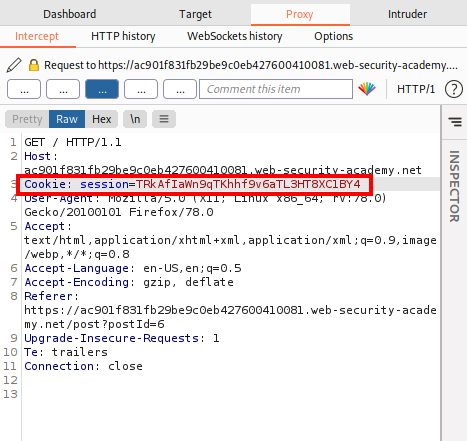 Dashboard Target Proxy Intruder
Intercept HTTP history WebSockets history Options
Request to https://ac901f831fb29be9c0eb427600410081.web-security-academy....
... ... ... ... Comment this item HTTP/1 ?
Pretty Raw Hex \n
1 GET / HTTP/1.1
2 Host:
ac901f831fb29be9c0eb427600410081.web-security-academy.net
3 Cookie: session=TRkAfIaWn9qTKhhf9v6aTL3HT8XClBY4
4 User-Agent: Mozilla/5.0 (X11; Linux x86_64; rv:78.0)
Gecko/20100101 Firefox/78.0
5 Accept:
text/html,application/xhtml+xml,application/xml;q=0.9,image
/webp,*/*;q=0.8
6 Accept-Language: en-US,en;q=0.5
7 Accept-Encoding: gzip, deflate
8 Referer:
https://ac901f831fb29be9c0eb427600410081.web-security-acade
my.net/post?postId=6
9 Upgrade-Insecure-Requests: 1
10 Te: trailers
11 Connection: close
12
13
INSPECTOR